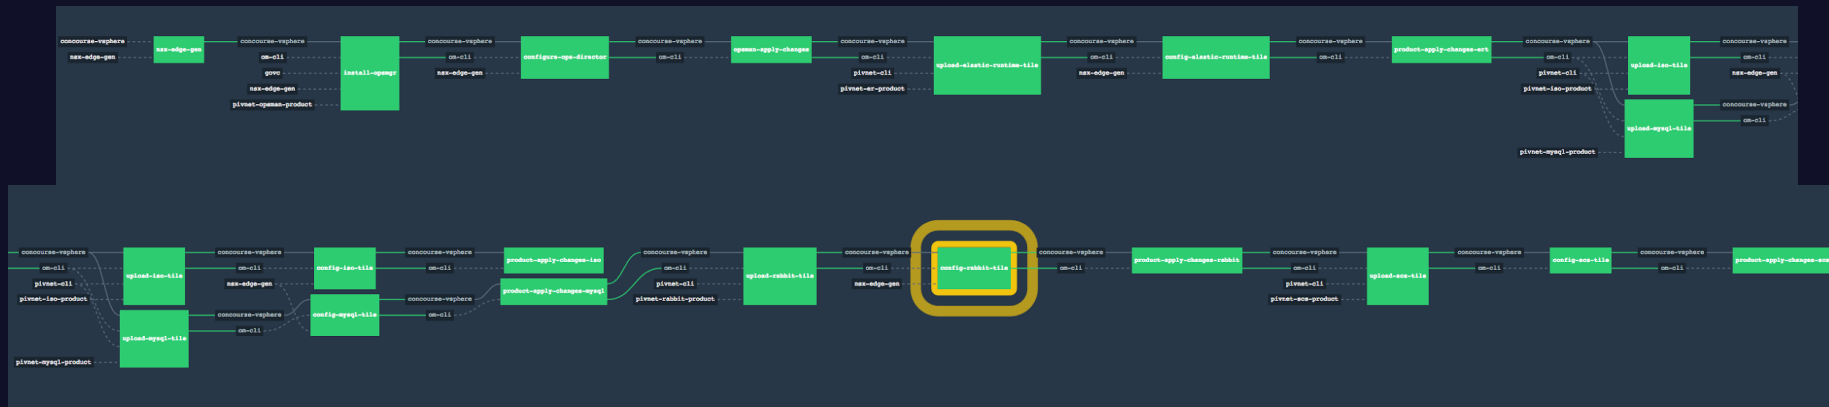 concourse-vsphere nsx-edge-gen concourse-vsphere install-opsmgr concourse-vsphere configure-ops-director concourse-vsphere opsman-apply-changes concourse-vsphere upload-elastic-runtime-tile concourse-vsphere config-elastic-runtime-tile concourse-vsphere product-apply-changes-ert concourse-vsphere upload-iso-tile concourse-vsphere
nsx-edge-gen om-cli om-cli om-cli om-cli om-cli om-cli om-cli om-cli
govc nsx-edge-gen pivnet-cli nsx-edge-gen pivnet-cli nsx-edge-gen
nsx-edge-gen pivnet-er-product pivnet-iso-product
pivnet-opsman-product concourse-vsphere
upload-mysql-tile om-cli
pivnet-mysql-product
concourse-vsphere upload-iso-tile concourse-vsphere config-iso-tile concourse-vsphere product-apply-changes-iso concourse-vsphere upload-rabbit-tile concourse-vsphere config-rabbit-tile concourse-vsphere product-apply-changes-rabbit concourse-vsphere upload-scs-tile concourse-vsphere config-scs-tile concourse-vsphere product-apply-changes-scs
om-cli om-cli om-cli om-cli om-cli om-cli om-cli om-cli om-cli
pivnet-cli nsx-edge-gen product-apply-changes-mysql pivnet-cli nsx-edge-gen pivnet-cli
pivnet-iso-product concourse-vsphere pivnet-rabbit-product pivnet-scs-product
concourse-vsphere config-mysql-tile om-cli
upload-mysql-tile om-cli
pivnet-mysql-product